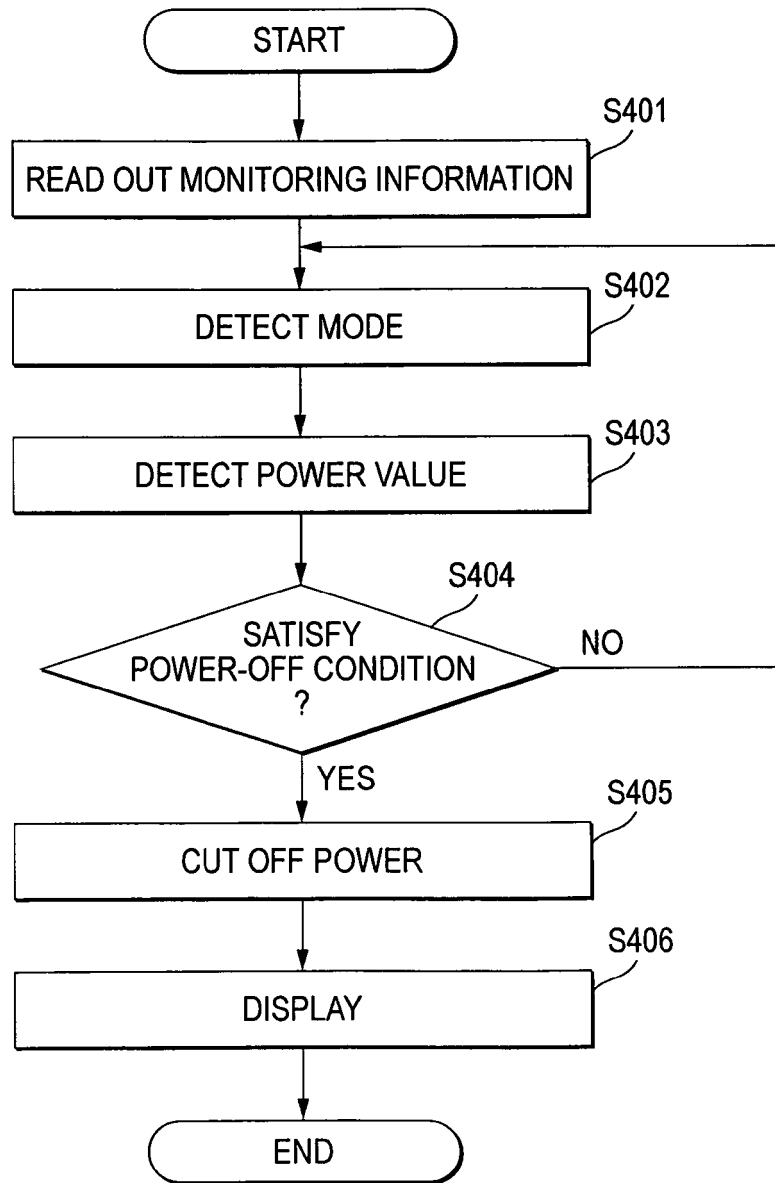 START
S401
READ OUT MONITORING INFORMATION
S402
DETECT MODE
S403
DETECT POWER VALUE
S404
SATISFY
POWER-OFF CONDITION
?
NO
YES
S405
CUT OFF POWER
S406
DISPLAY
END